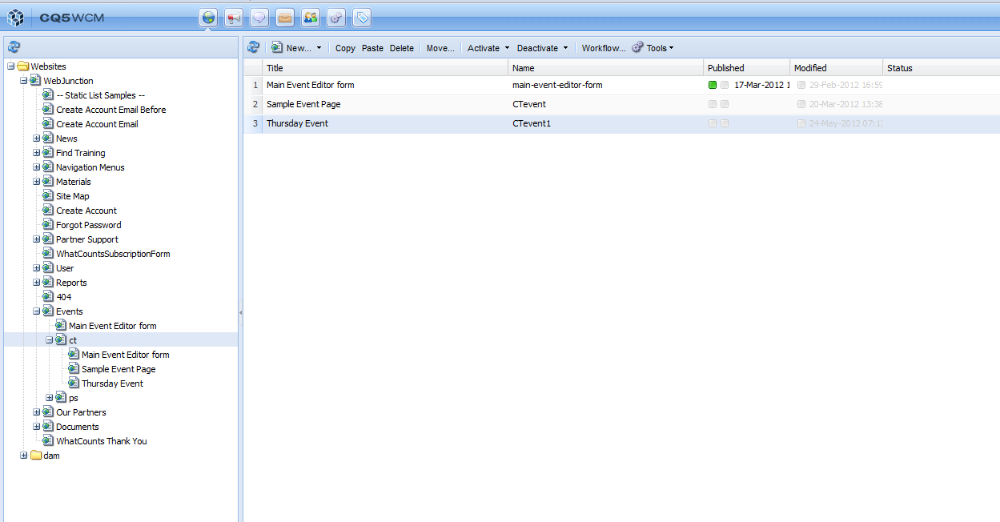 CQ5 WCM
New... Copy Paste Delete Move... Activate Deactivate Workflow... Tools
Websites
WebJunction
-- Static List Samples --
Create Account Email Before
Create Account Email
News
Find Training
Navigation Menus
Materials
Site Map
Create Account
Forgot Password
Partner Support
WhatCountsSubscriptionForm
User
Reports
404
Events
Main Event Editor form
ct
Main Event Editor form
Sample Event Page
Thursday Event
ps
Our Partners
Documents
WhatCounts Thank You
dam
Title Name Published Modified Status
1 Main Event Editor form main-event-editor-form 17-Mar-2012 1 29-Feb-2012 16:59
2 Sample Event Page CTevent 20-Mar-2012 13:38
3 Thursday Event CTevent1 24-May-2012 07:1